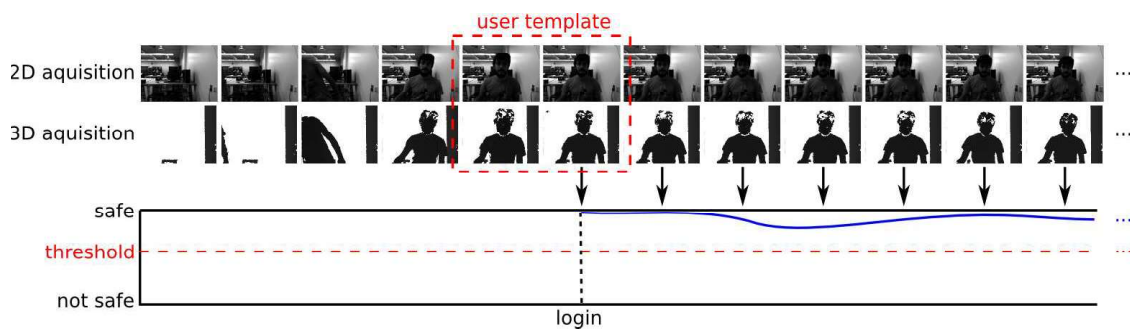 user template
2D aquisition
...
3D aquisition
...
safe
...
threshold
...
not safe
login